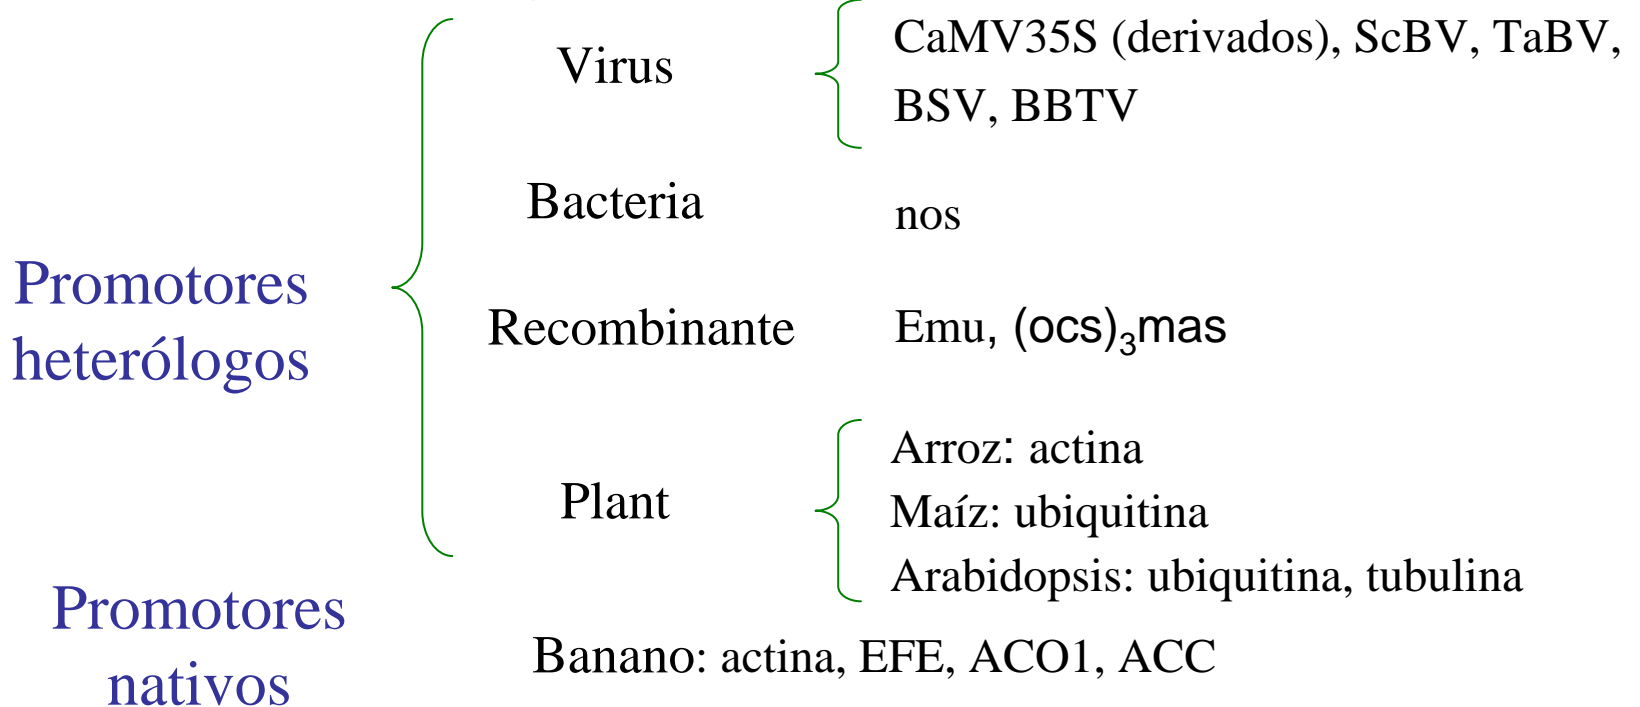 CaMV35S (derivados), ScBV, TaBV,
Virus
BSV, BBTV
Bacteria
nos
Promotores
heterólogos
Recombinante
Emu, (ocs)₃mas
Arroz: actina
Plant
Maíz: ubiquitina
Arabidopsis: ubiquitina, tubulina
Promotores
nativos
Banano: actina, EFE, ACO1, ACC